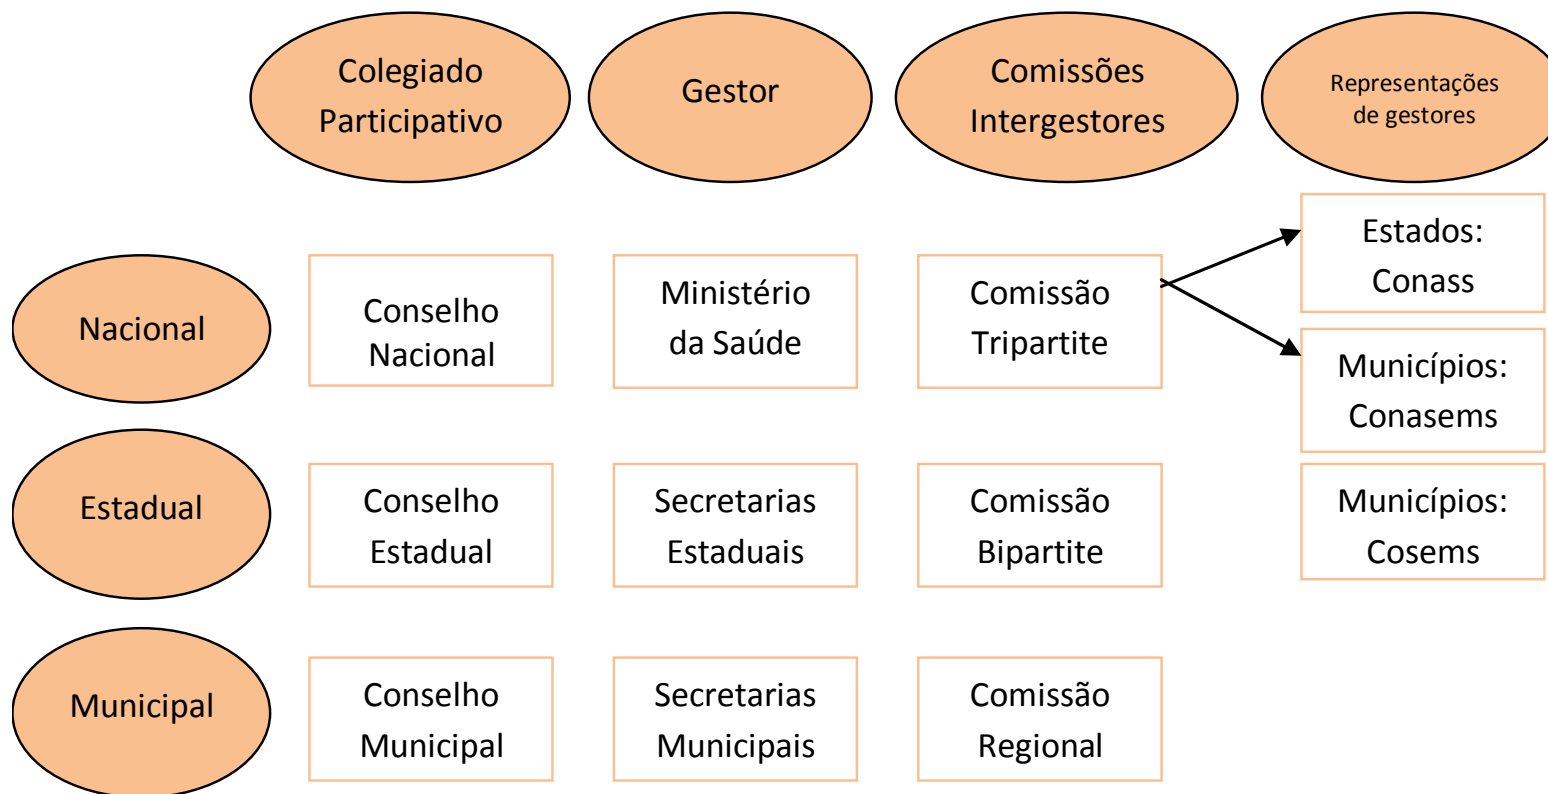 Colegiado
Participativo
Gestor
Comissões
Intergestores
Representações
de gestores
Nacional
Conselho
Nacional
Ministério
da Saúde
Comissão
Tripartite
Estados:
Conass
Municípios:
Conasems
Estadual
Conselho
Estadual
Secretarias
Estaduais
Comissão
Bipartite
Municípios:
Cosems
Municipal
Conselho
Municipal
Secretarias
Municipais
Comissão
Regional